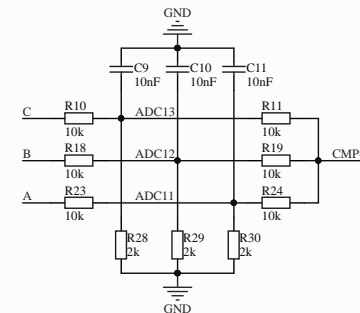 GND
C9 C10 C11
10nF 10nF 10nF
C R10 ADC13 R11
10k 10k
B R18 ADC12 R19 CMP
10k 10k
A R23 ADC11 R24
10k 10k
R28 R29 R30
2k 2k 2k
GND